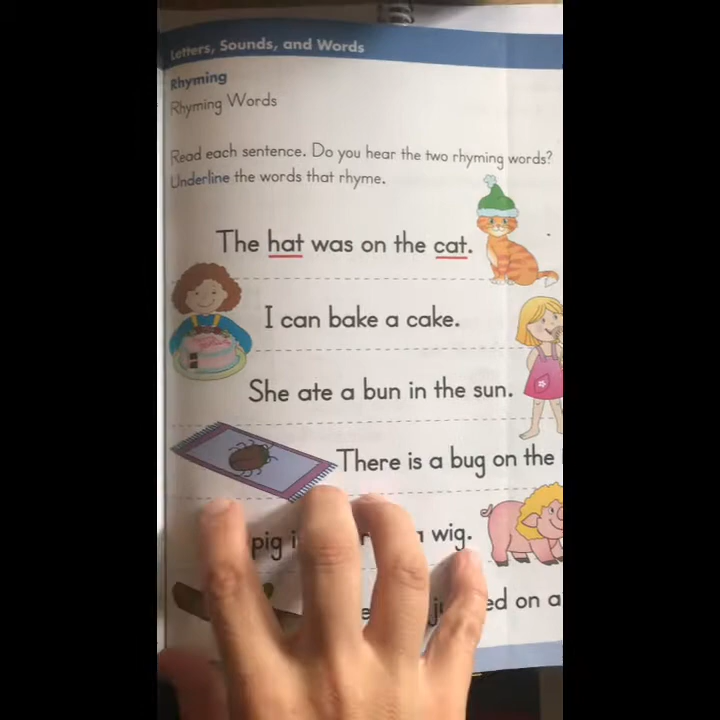 Letters, Sounds, and Words
Rhyming
Rhyming Words
Read each sentence. Do you hear the two rhyming words?
Underline the words that rhyme.
The hat was on the cat.
I can bake a cake.
She ate a bun in the sun.
There is a bug on the
pig wig.
on a